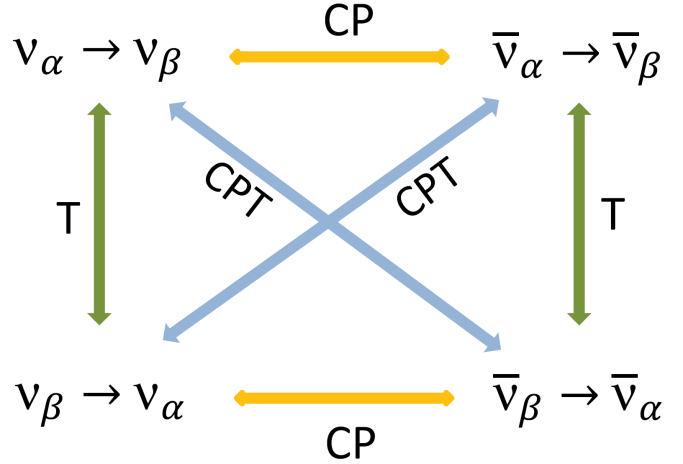 CP
ν_α → ν_β
ν̅_α → ν̅_β
CPT
CPT
T
T
ν_β → ν_α
ν̅_β → ν̅_α
CP